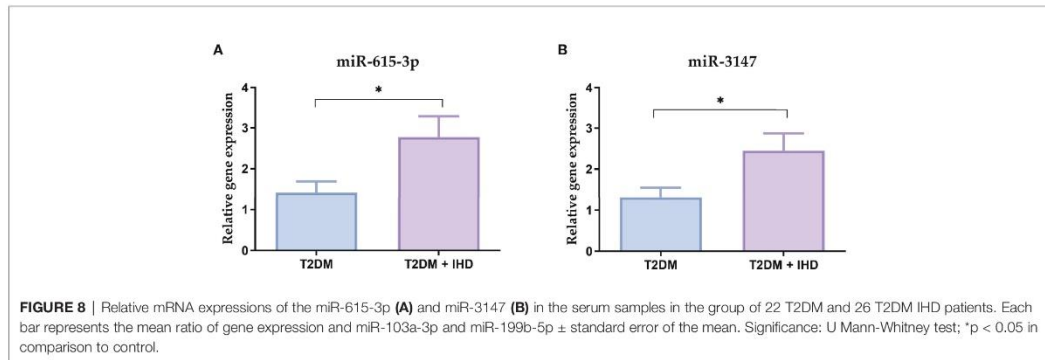 A
miR-615-3p
*
Relative gene expression
4
3
2
1
0
T2DM
T2DM + IHD
B
miR-3147
*
Relative gene expression
4
3
2
1
0
T2DM
T2DM + IHD
FIGURE 8 | Relative mRNA expressions of the miR-615-3p (A) and miR-3147 (B) in the serum samples in the group of 22 T2DM and 26 T2DM IHD patients. Each
bar represents the mean ratio of gene expression and miR-103a-3p and miR-199b-5p ± standard error of the mean. Significance: U Mann-Whitney test; *p < 0.05 in
comparison to control.